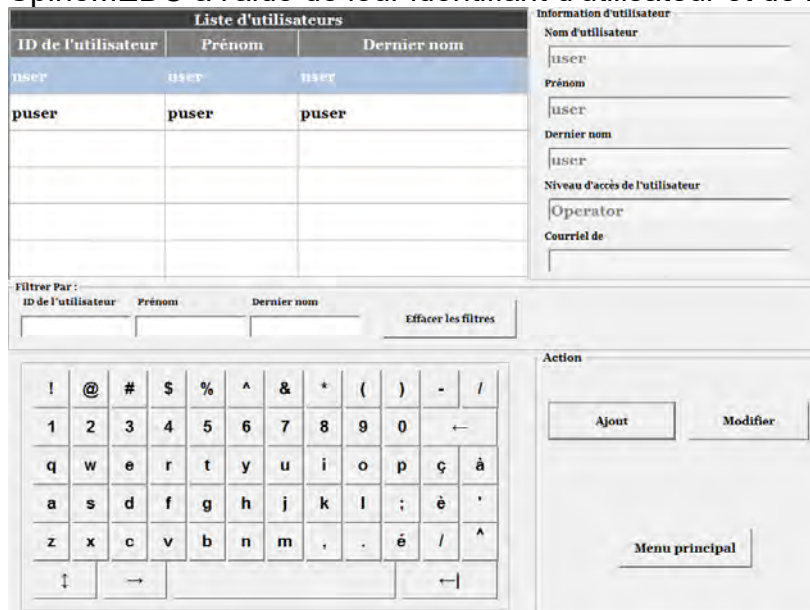 Liste d'utilisateurs
ID de l'utilisateur Prénom Dernier nom
user user user
puser puser puser
Information d'utilisateur
Nom d'utilisateur
user
Prénom
user
Dernier nom
user
Niveau d'accès de l'utilisateur
Operator
Courriel de
Filtrer Par :
ID de l'utilisateur Prénom Dernier nom
Effacer les filtres
! @ # $ % ^ & * ( ) - /
1 2 3 4 5 6 7 8 9 0 ←
q w e r t y u i o p ç à
a s d f g h j k l ; è '
z x c v b n m , . é / ^
↕ → ←|
Action
Ajout Modifier
Menu principal